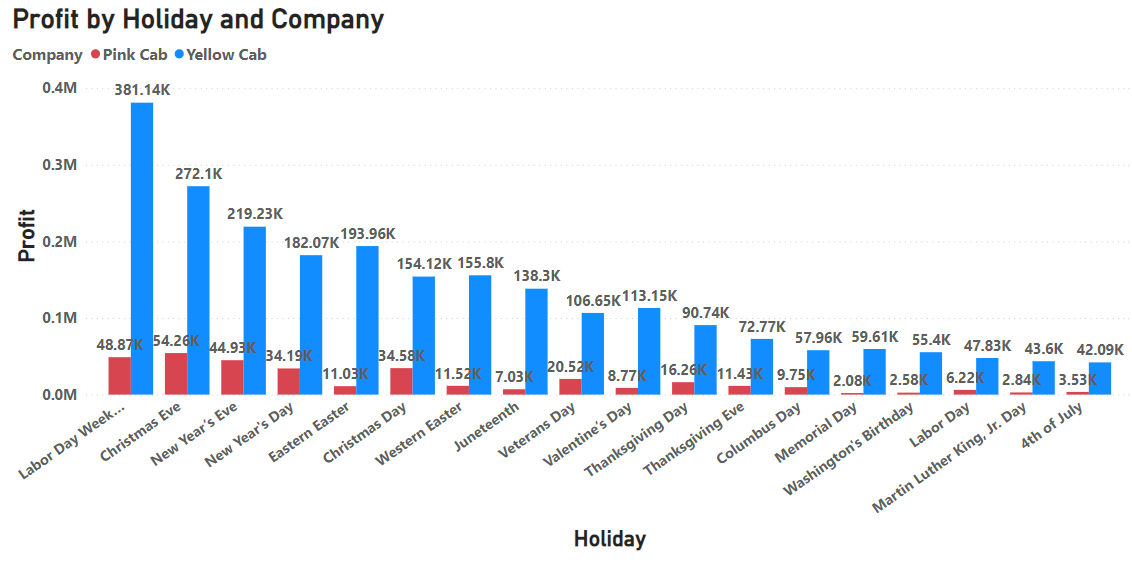 Profit by Holiday and Company
Company Pink Cab Yellow Cab
0.4M
0.3M
0.2M
0.1M
0.0M
Profit
381.14K
272.1K
219.23K
182.07K
193.96K
154.12K
155.8K
138.3K
106.65K
113.15K
90.74K
72.77K
57.96K
59.61K
55.4K
47.83K
43.6K
42.09K
48.87K
54.26K
44.93K
34.19K
11.03K
34.58K
11.52K
7.03K
20.52K
8.77K
16.26K
11.43K
9.75K
2.08K
2.58K
6.22K
2.84K
3.53K
Labor Day Week...
Christmas Eve
New Year's Eve
New Year's Day
Eastern Easter
Christmas Day
Western Easter
Juneteenth
Veterans Day
Valentine's Day
Thanksgiving Day
Thanksgiving Eve
Columbus Day
Memorial Day
Washington's Birthday
Labor Day
Martin Luther King, Jr. Day
4th of July
Holiday